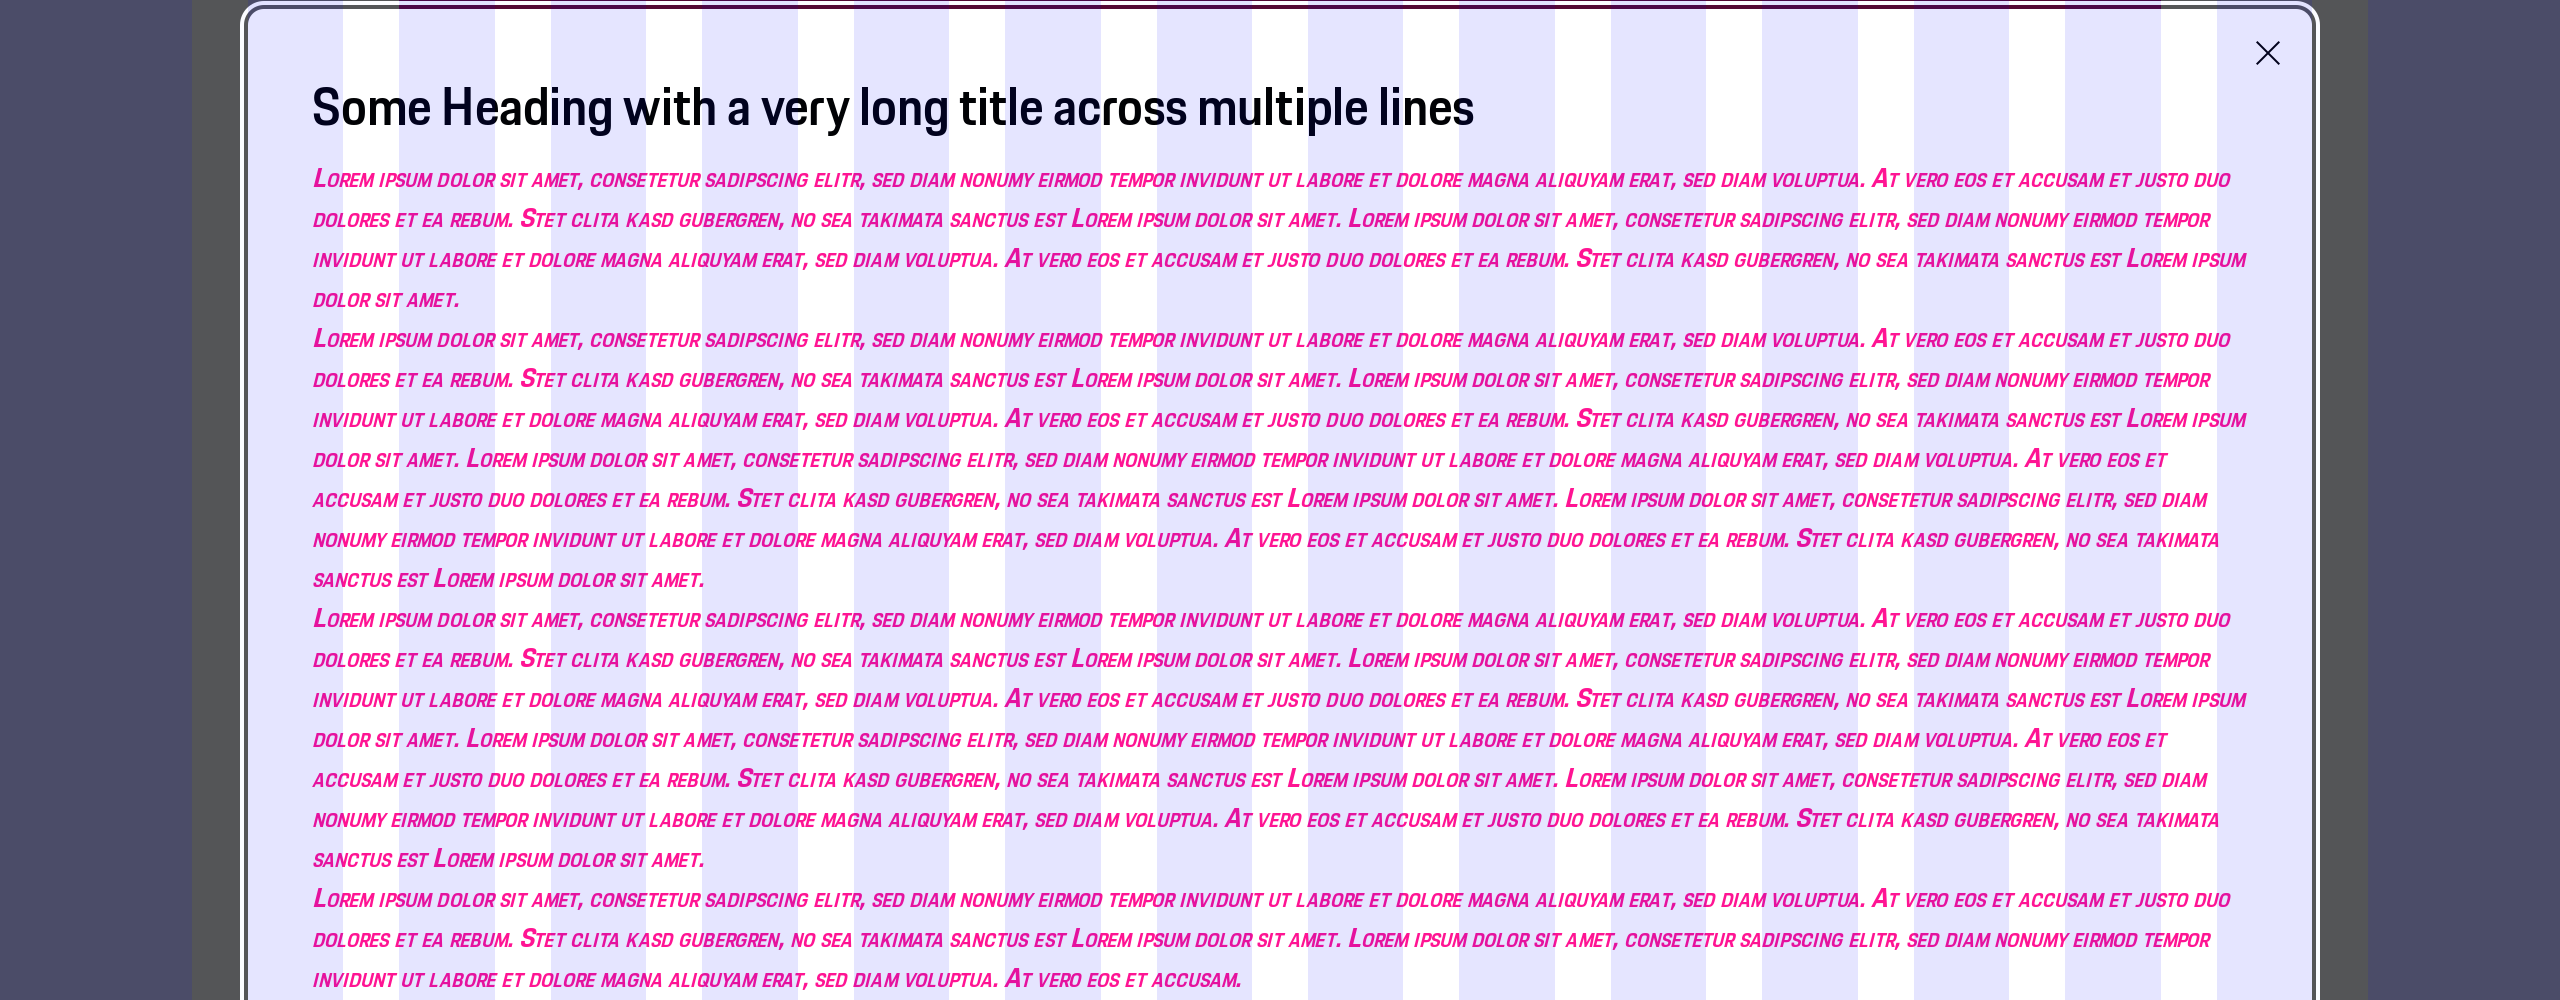 Some Heading with a very long title across multiple lines
Lorem ipsum dolor sit amet, consetetur sadipscing elitr, sed diam nonumy eirmod tempor invidunt ut labore et dolore magna aliquyam erat, sed diam voluptua. At vero eos et accusam et justo duo
dolores et ea rebum. Stet clita kasd gubergren, no sea takimata sanctus est Lorem ipsum dolor sit amet. Lorem ipsum dolor sit amet, consetetur sadipscing elitr, sed diam nonumy eirmod tempor
invidunt ut labore et dolore magna aliquyam erat, sed diam voluptua. At vero eos et accusam et justo duo dolores et ea rebum. Stet clita kasd gubergren, no sea takimata sanctus est Lorem ipsum
dolor sit amet.
Lorem ipsum dolor sit amet, consetetur sadipscing elitr, sed diam nonumy eirmod tempor invidunt ut labore et dolore magna aliquyam erat, sed diam voluptua. At vero eos et accusam et justo duo
dolores et ea rebum. Stet clita kasd gubergren, no sea takimata sanctus est Lorem ipsum dolor sit amet. Lorem ipsum dolor sit amet, consetetur sadipscing elitr, sed diam nonumy eirmod tempor
invidunt ut labore et dolore magna aliquyam erat, sed diam voluptua. At vero eos et accusam et justo duo dolores et ea rebum. Stet clita kasd gubergren, no sea takimata sanctus est Lorem ipsum
dolor sit amet. Lorem ipsum dolor sit amet, consetetur sadipscing elitr, sed diam nonumy eirmod tempor invidunt ut labore et dolore magna aliquyam erat, sed diam voluptua. At vero eos et
accusam et justo duo dolores et ea rebum. Stet clita kasd gubergren, no sea takimata sanctus est Lorem ipsum dolor sit amet. Lorem ipsum dolor sit amet, consetetur sadipscing elitr, sed diam
nonumy eirmod tempor invidunt ut labore et dolore magna aliquyam erat, sed diam voluptua. At vero eos et accusam et justo duo dolores et ea rebum. Stet clita kasd gubergren, no sea takimata
sanctus est Lorem ipsum dolor sit amet.
Lorem ipsum dolor sit amet, consetetur sadipscing elitr, sed diam nonumy eirmod tempor invidunt ut labore et dolore magna aliquyam erat, sed diam voluptua. At vero eos et accusam et justo duo
dolores et ea rebum. Stet clita kasd gubergren, no sea takimata sanctus est Lorem ipsum dolor sit amet. Lorem ipsum dolor sit amet, consetetur sadipscing elitr, sed diam nonumy eirmod tempor
invidunt ut labore et dolore magna aliquyam erat, sed diam voluptua. At vero eos et accusam et justo duo dolores et ea rebum. Stet clita kasd gubergren, no sea takimata sanctus est Lorem ipsum
dolor sit amet. Lorem ipsum dolor sit amet, consetetur sadipscing elitr, sed diam nonumy eirmod tempor invidunt ut labore et dolore magna aliquyam erat, sed diam voluptua. At vero eos et
accusam et justo duo dolores et ea rebum. Stet clita kasd gubergren, no sea takimata sanctus est Lorem ipsum dolor sit amet. Lorem ipsum dolor sit amet, consetetur sadipscing elitr, sed diam
nonumy eirmod tempor invidunt ut labore et dolore magna aliquyam erat, sed diam voluptua. At vero eos et accusam et justo duo dolores et ea rebum. Stet clita kasd gubergren, no sea takimata
sanctus est Lorem ipsum dolor sit amet.
Lorem ipsum dolor sit amet, consetetur sadipscing elitr, sed diam nonumy eirmod tempor invidunt ut labore et dolore magna aliquyam erat, sed diam voluptua. At vero eos et accusam et justo duo
dolores et ea rebum. Stet clita kasd gubergren, no sea takimata sanctus est Lorem ipsum dolor sit amet. Lorem ipsum dolor sit amet, consetetur sadipscing elitr, sed diam nonumy eirmod tempor
invidunt ut labore et dolore magna aliquyam erat, sed diam voluptua. At vero eos et accusam.